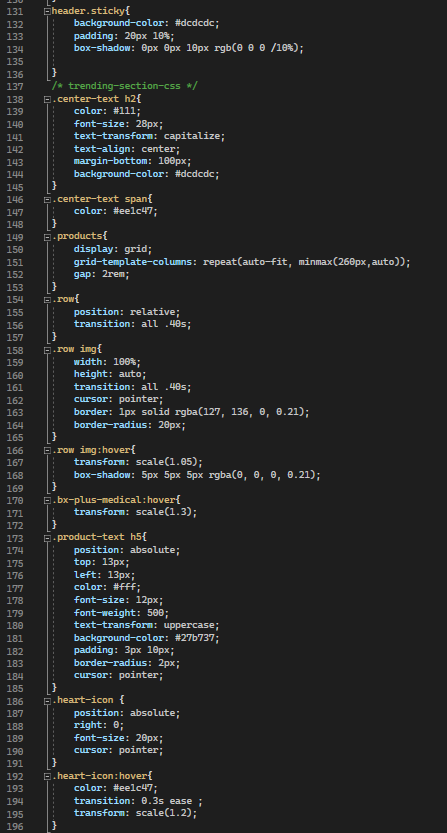 131 header.sticky{
132 background-color: #dcdcdc;
133 padding: 20px 10%;
134 box-shadow: 0px 0px 10px rgb(0 0 0 /10%);
135
136 }
137 /* trending-section-css */
138 .center-text h2{
139 color: #111;
140 font-size: 28px;
141 text-transform: capitalize;
142 text-align: center;
143 margin-bottom: 100px;
144 background-color: #dcdcdc;
145 }
146 .center-text span{
147 color: #ee1c47;
148 }
149 .products{
150 display: grid;
151 grid-template-columns: repeat(auto-fit, minmax(260px,auto));
152 gap: 2rem;
153 }
154 .row{
155 position: relative;
156 transition: all .40s;
157 }
158 .row img{
159 width: 100%;
160 height: auto;
161 transition: all .40s;
162 cursor: pointer;
163 border: 1px solid rgba(127, 136, 0, 0.21);
164 border-radius: 20px;
165 }
166 .row img:hover{
167 transform: scale(1.05);
168 box-shadow: 5px 5px 5px rgba(0, 0, 0, 0.21);
169 }
170 .bx-plus-medical:hover{
171 transform: scale(1.3);
172 }
173 .product-text h5{
174 position: absolute;
175 top: 13px;
176 left: 13px;
177 color: #fff;
178 font-size: 12px;
179 font-weight: 500;
180 text-transform: uppercase;
181 background-color: #27b737;
182 padding: 3px 10px;
183 border-radius: 2px;
184 cursor: pointer;
185 }
186 .heart-icon {
187 position: absolute;
188 right: 0;
189 font-size: 20px;
190 cursor: pointer;
191 }
192 .heart-icon:hover{
193 color: #ee1c47;
194 transition: 0.3s ease ;
195 transform: scale(1.2);
196 }